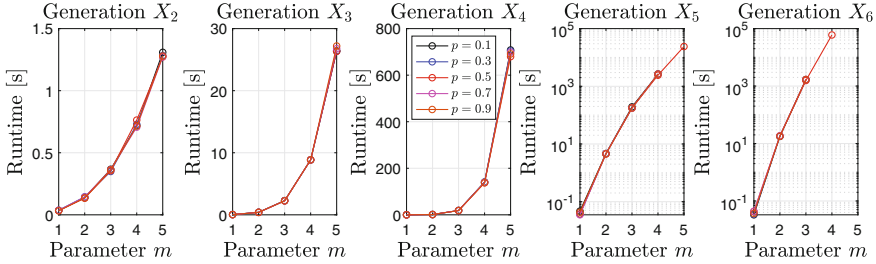 Generation X2
Generation X3
Generation X4
Generation X5
Generation X6
Runtime [s]
1.5
1
0.5
0
1 2 3 4 5
Parameter m
Runtime [s]
30
20
10
0
1 2 3 4 5
Parameter m
Runtime [s]
800
600
400
200
0
p = 0.1
p = 0.3
p = 0.5
p = 0.7
p = 0.9
1 2 3 4 5
Parameter m
Runtime [s]
10^5
10^3
10^1
10^-1
1 2 3 4 5
Parameter m
Runtime [s]
10^5
10^3
10^1
10^-1
1 2 3 4 5
Parameter m